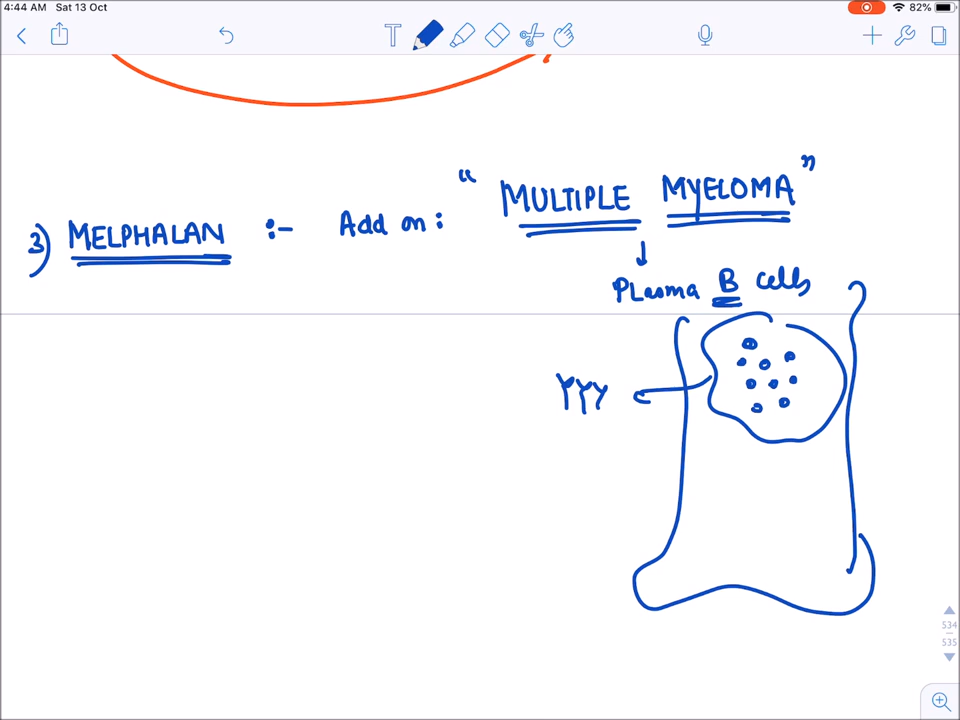 4:44 AM Sat 13 Oct 82%
T
3) MELPHALAN :- Add on: "MULTIPLE MYELOMA"
PLasma B cells
YYY
534
535